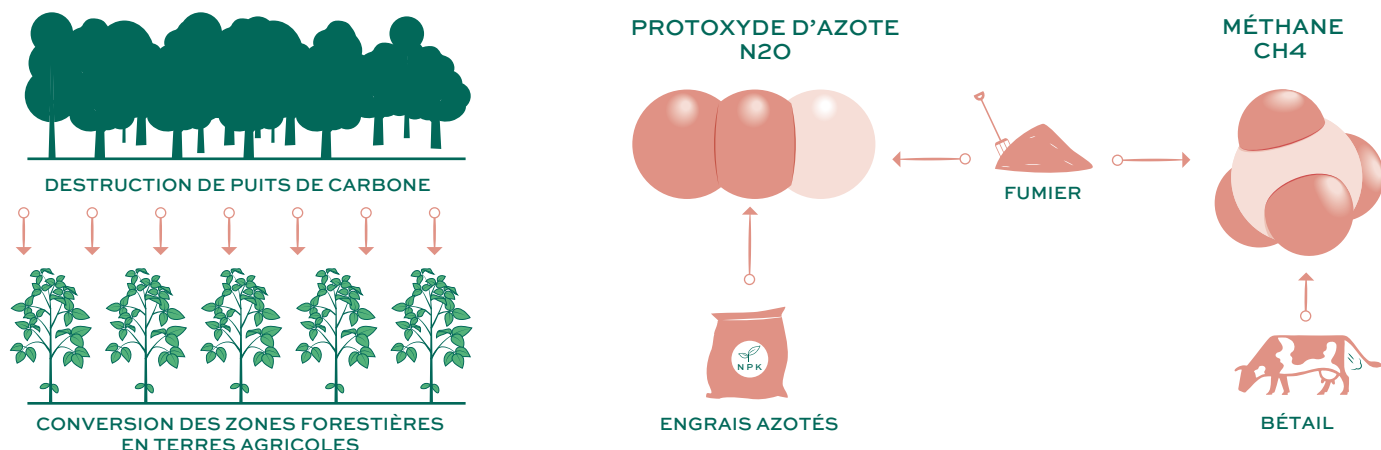 DESTRUCTION DE PUITS DE CARBONE
CONVERSION DES ZONES FORESTIÈRES
EN TERRES AGRICOLES
PROTOXYDE D'AZOTE
N2O
FUMIER
NPK
ENGRAIS AZOTÉS
MÉTHANE
CH4
BÉTAIL